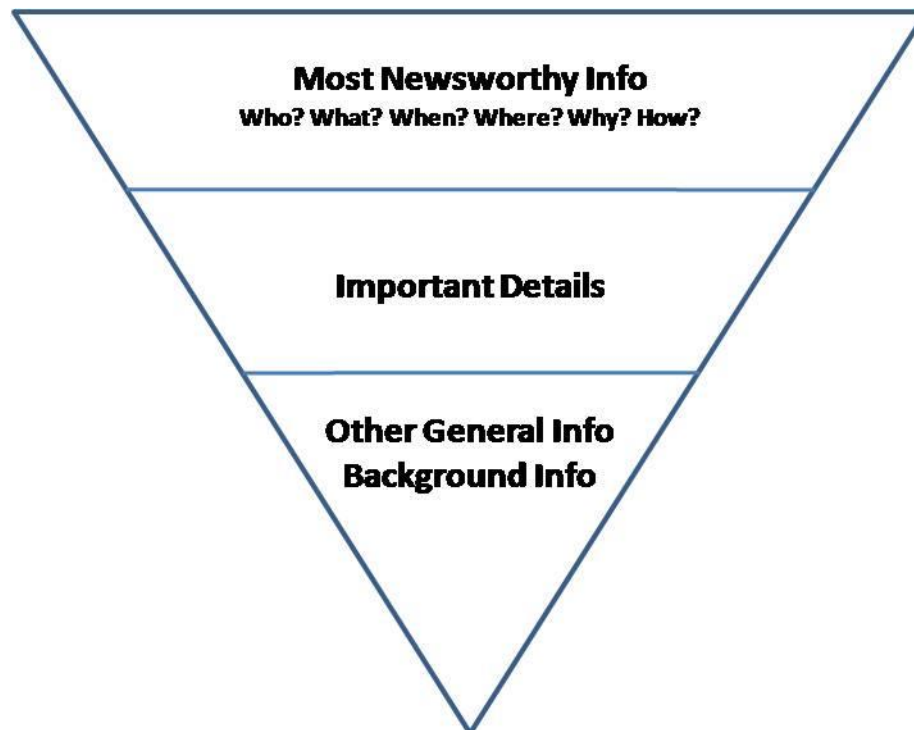 Most Newsworthy Info
Who? What? When? Where? Why? How?
Important Details
Other General Info
Background Info